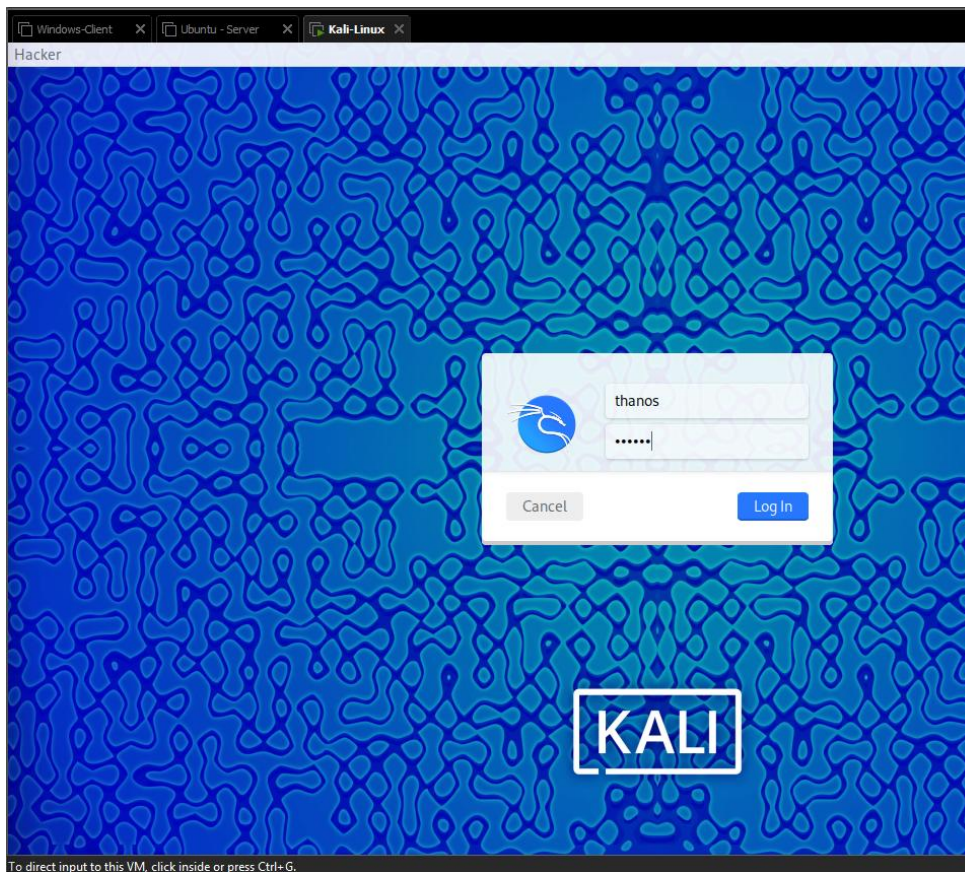 Windows-Client Ubuntu - Server Kali-Linux
Hacker
thanos
••••••
Cancel Log In
KALI
To direct input to this VM, click inside or press Ctrl+G.